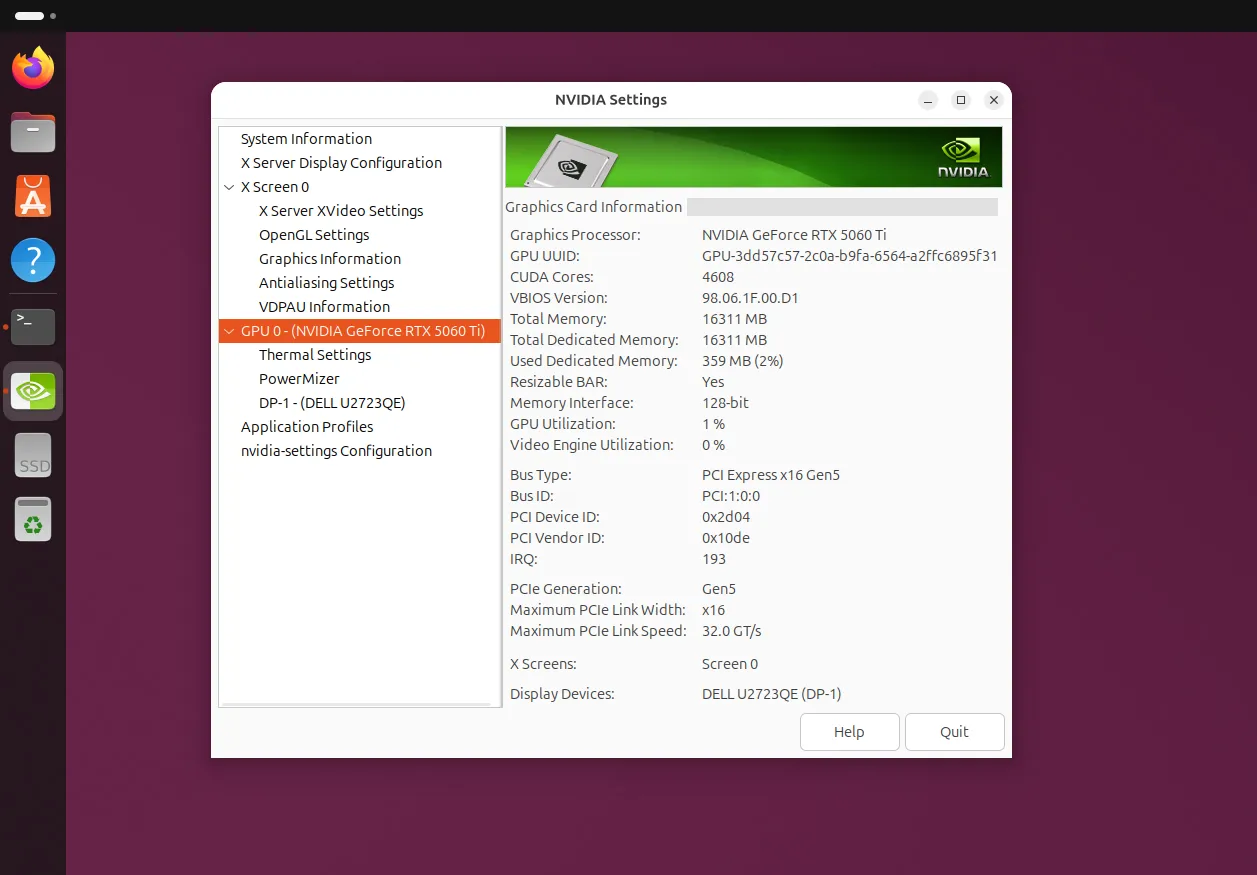 NVIDIA Settings
System Information
X Server Display Configuration
X Screen 0
X Server XVideo Settings
OpenGL Settings
Graphics Information
Antialiasing Settings
VDPAU Information
GPU 0 - (NVIDIA GeForce RTX 5060 Ti)
Thermal Settings
PowerMizer
DP-1 - (DELL U2723QE)
Application Profiles
nvidia-settings Configuration
NVIDIA
Graphics Card Information
Graphics Processor: NVIDIA GeForce RTX 5060 Ti
GPU UUID: GPU-3dd57c57-2c0a-b9fa-6564-a2ffc6895f31
CUDA Cores: 4608
VBIOS Version: 98.06.1F.00.D1
Total Memory: 16311 MB
Total Dedicated Memory: 16311 MB
Used Dedicated Memory: 359 MB (2%)
Resizable BAR: Yes
Memory Interface: 128-bit
GPU Utilization: 1 %
Video Engine Utilization: 0 %
Bus Type: PCI Express x16 Gen5
Bus ID: PCI:1:0:0
PCI Device ID: 0x2d04
PCI Vendor ID: 0x10de
IRQ: 193
PCIe Generation: Gen5
Maximum PCIe Link Width: x16
Maximum PCIe Link Speed: 32.0 GT/s
X Screens: Screen 0
Display Devices: DELL U2723QE (DP-1)
Help
Quit
?
>_
SSD